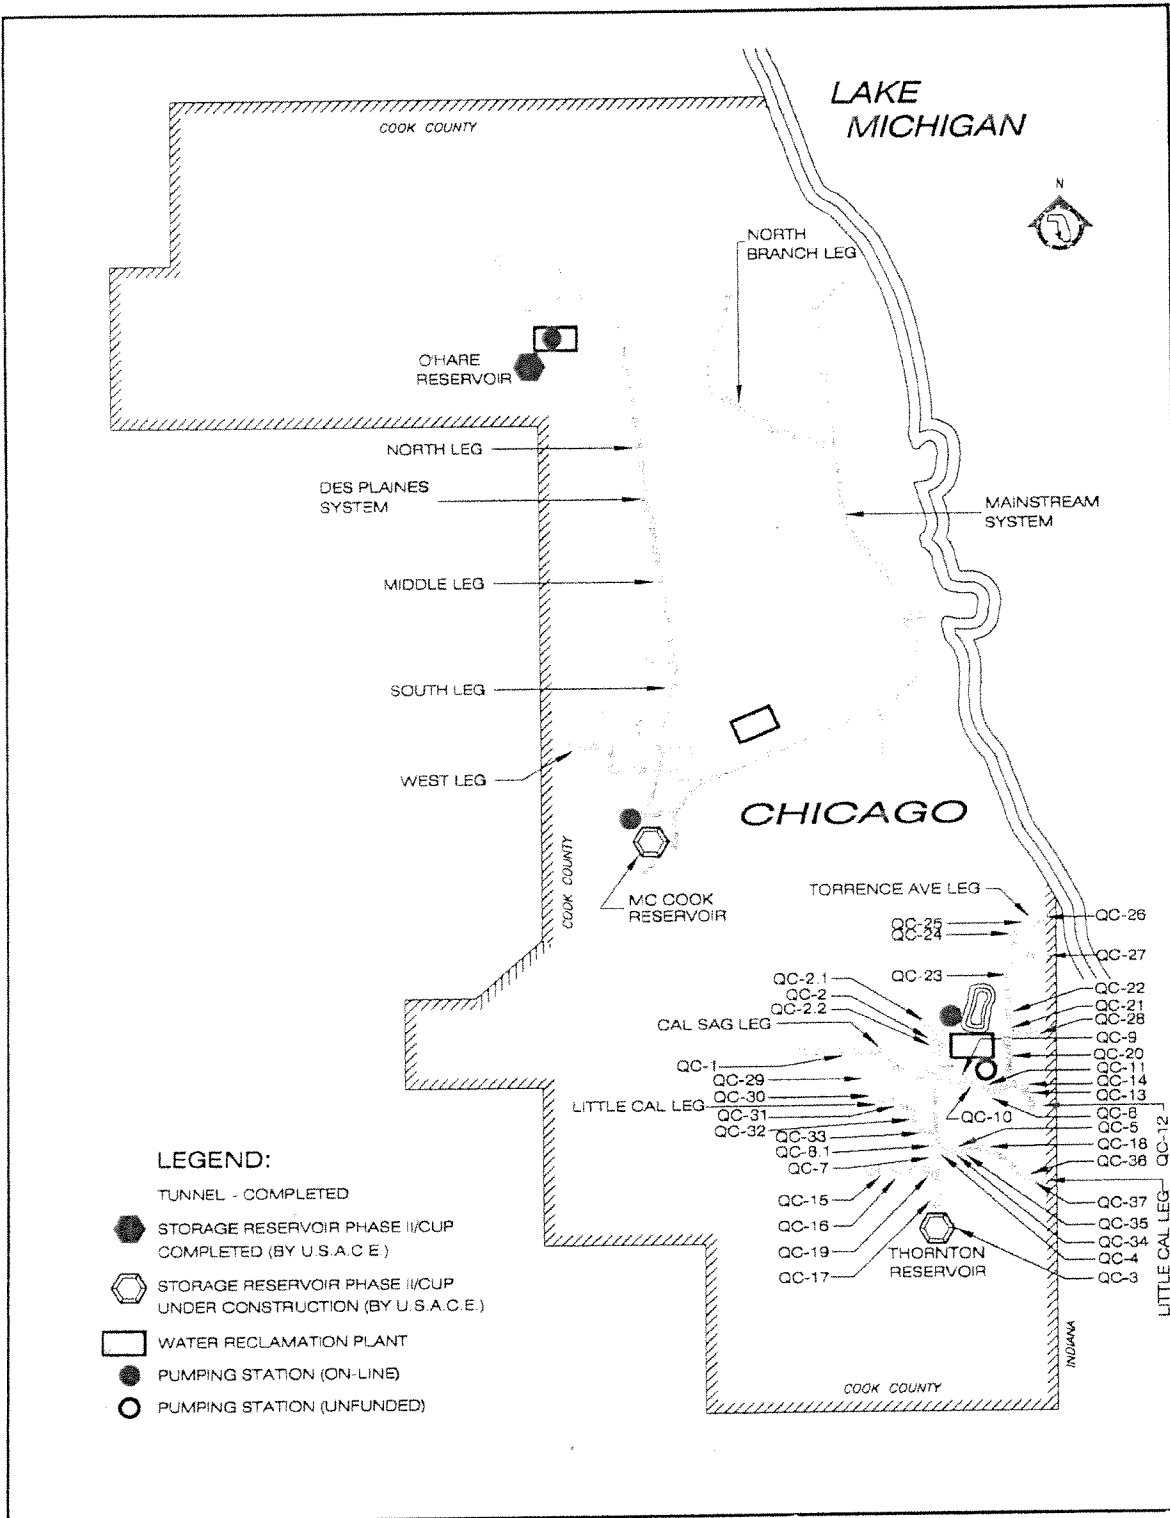 LAKE
MICHIGAN
COOK COUNTY
N
NORTH
BRANCH LEG
O'HARE
RESERVOIR
NORTH LEG
DES PLAINES
SYSTEM
MAINSTREAM
SYSTEM
MIDDLE LEG
SOUTH LEG
WEST LEG
CHICAGO
COOK COUNTY
MC COOK
RESERVOIR
TORRENCE AVE LEG
QC-26
QC-25
QC-24
QC-27
QC-23
QC-2.1
QC-2
QC-2.2
QC-22
QC-21
QC-28
CAL SAG LEG
QC-9
QC-20
QC-1
QC-11
QC-29
QC-14
QC-30
QC-13
LITTLE CAL LEG
QC-31
QC-10
QC-6
QC-32
QC-5
QC-12
QC-33
QC-18
QC-8.1
QC-36
QC-7
QC-15
QC-37
QC-16
QC-35
QC-34
QC-19
QC-4
QC-17
QC-3
LITTLE CAL LEG
THORNTON
RESERVOIR
INDIANA
COOK COUNTY
LEGEND:
TUNNEL - COMPLETED
STORAGE RESERVOIR PHASE II/CUP
COMPLETED (BY U.S.A.C.E.)
STORAGE RESERVOIR PHASE II/CUP
UNDER CONSTRUCTION (BY U.S.A.C.E.)
WATER RECLAMATION PLANT
PUMPING STATION (ON-LINE)
PUMPING STATION (UNFUNDED)